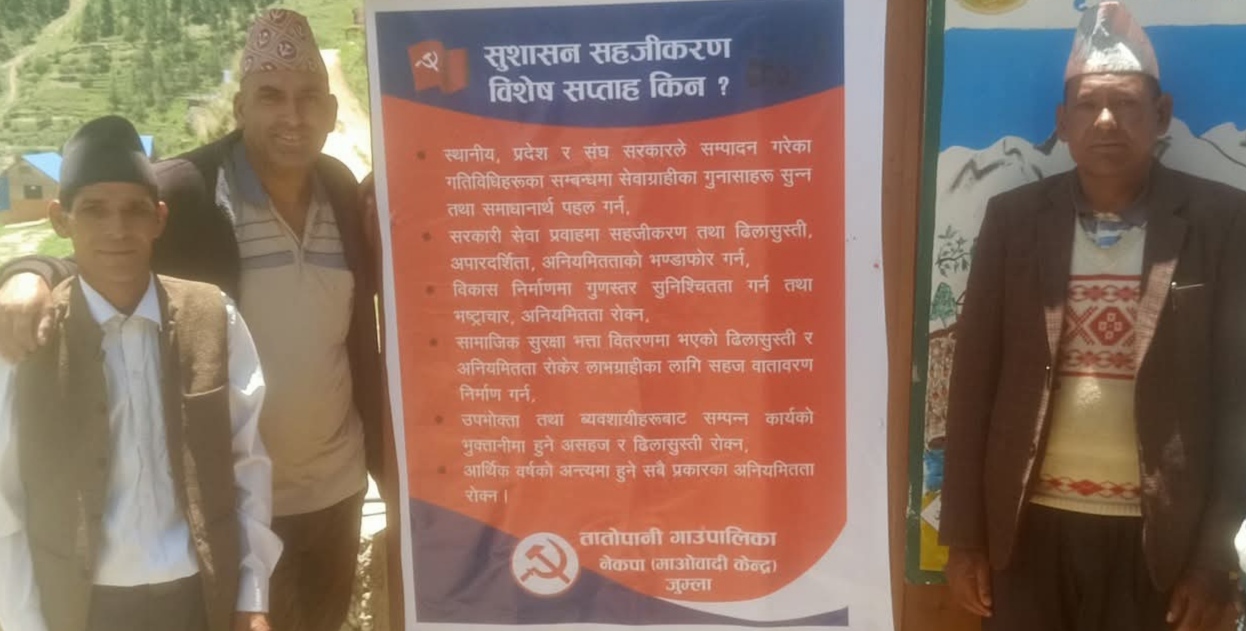 सुशासन सहजीकरण
विशेष सप्ताह किन ?
स्थानीय, प्रदेश र संघ सरकारले सम्पादन गरेका
गतिविधिहरूका सम्बन्धमा सेवाग्राहीका गुनासाहरू सुन्न
तथा समाधानार्थ पहल गर्न,
सरकारी सेवा प्रवाहमा सहजीकरण तथा ढिलासुस्ती,
अपारदर्शिता, अनियमितताको भण्डाफोर गर्न,
विकास निर्माणमा गुणस्तर सुनिश्चितता गर्न तथा
भष्ट्राचार, अनियमितता रोक्न,
सामाजिक सुरक्षा भत्ता वितरणमा भएको ढिलासुस्ती र
अनियमितता रोकेर लाभग्राहीका लागि सहज वातावरण
निर्माण गर्न,
उपभोक्ता तथा ब्यवशायीहरूबाट सम्पन्न कार्यको
भुक्तानीमा हुने असहज र ढिलासुस्ती रोक्न,
आर्थिक वर्षको अन्त्यमा हुने सबै प्रकारका अनियमितता
रोक्न ।
तातोपानी गाउंपालिका
नेकपा (माओवादी केन्द्र)
जुम्ला